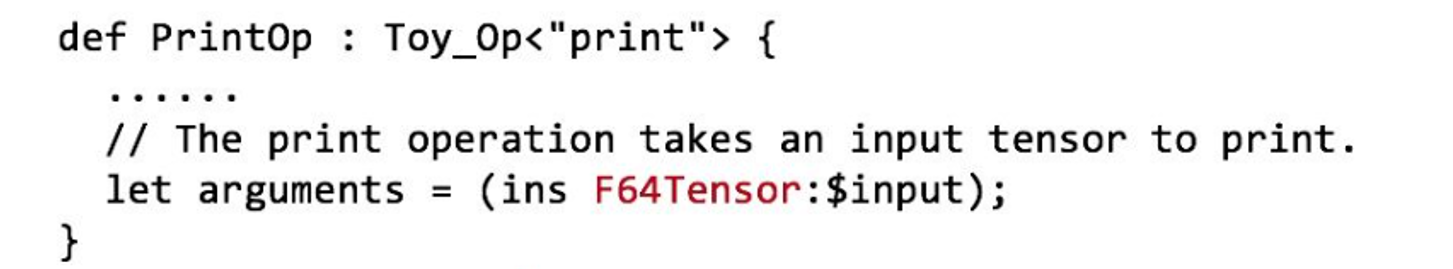 def PrintOp : Toy_Op<"print"> {
......
// The print operation takes an input tensor to print.
let arguments = (ins F64Tensor:$input);
}